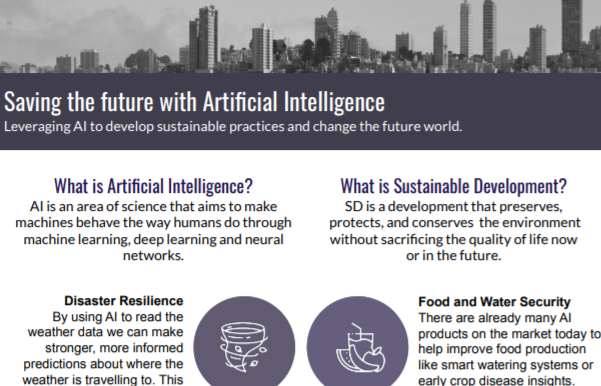 Saving the future with Artificial Intelligence
Leveraging AI to develop sustainable practices and change the future world.
What is Artificial Intelligence?
AI is an area of science that aims to make
machines behave the way humans do through
machine learning, deep learning and neural
networks.
What is Sustainable Development?
SD is a development that preserves,
protects, and conserves the environment
without sacrificing the quality of life now
or in the future.
Disaster Resilience
By using AI to read the
weather data we can make
stronger, more informed
predictions about where the
weather is travelling to. This
Food and Water Security
There are already many AI
products on the market today to
help improve food production
like smart watering systems or
early crop disease insights.